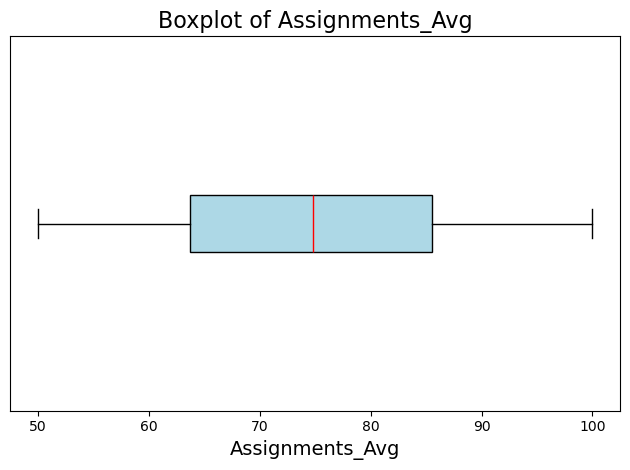 Boxplot of Assignments_Avg
50 60 70 80 90 100
Assignments_Avg